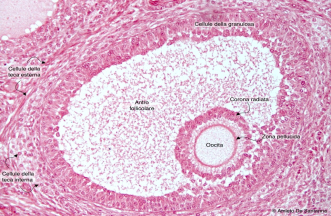 Cellule della granulosa
Cellule della
teca esterna
Antro
follicolare
Corona radiata
Zona pellucida
Oocita
Cellule della
teca interna